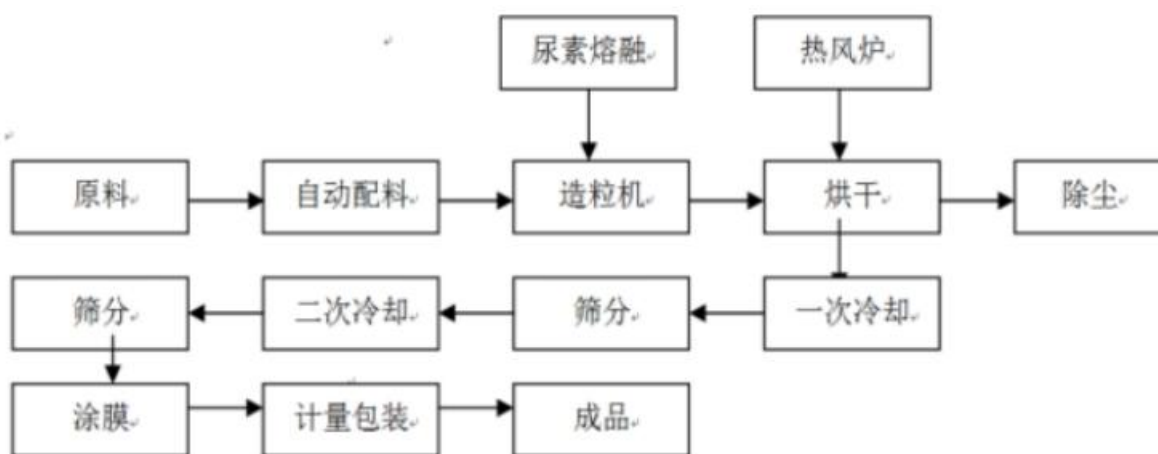 尿素熔融
热风炉
原料
自动配料
造粒机
烘干
除尘
筛分
二次冷却
筛分
一次冷却
涂膜
计量包装
成品